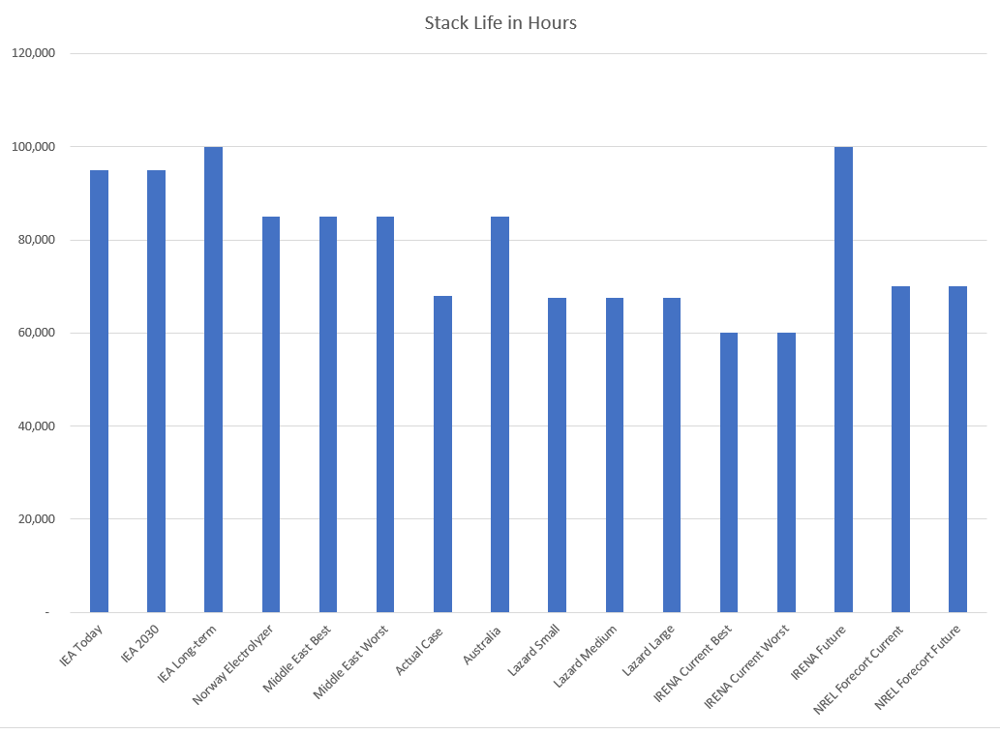 Stack Life in Hours
120,000
100,000
80,000
60,000
40,000
20,000
-
IEA Today
IEA 2030
IEA Long-term
Norway Electrolyzer
Middle East Best
Middle East Worst
Actual Case
Australia
Lazard Small
Lazard Medium
Lazard Large
IRENA Current Best
IRENA Current Worst
IRENA Future
NREL Forecort Current
NREL Forecort Future